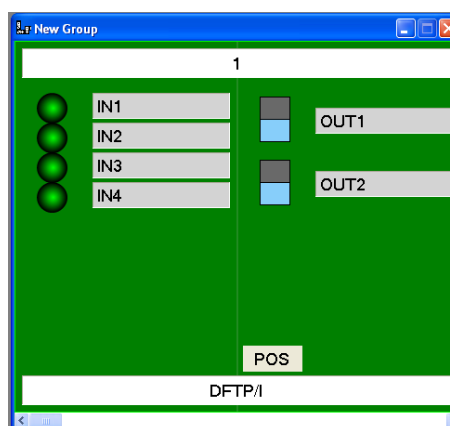 New Group
1
IN1
IN2
IN3
IN4
OUT1
OUT2
POS
DFTP/I